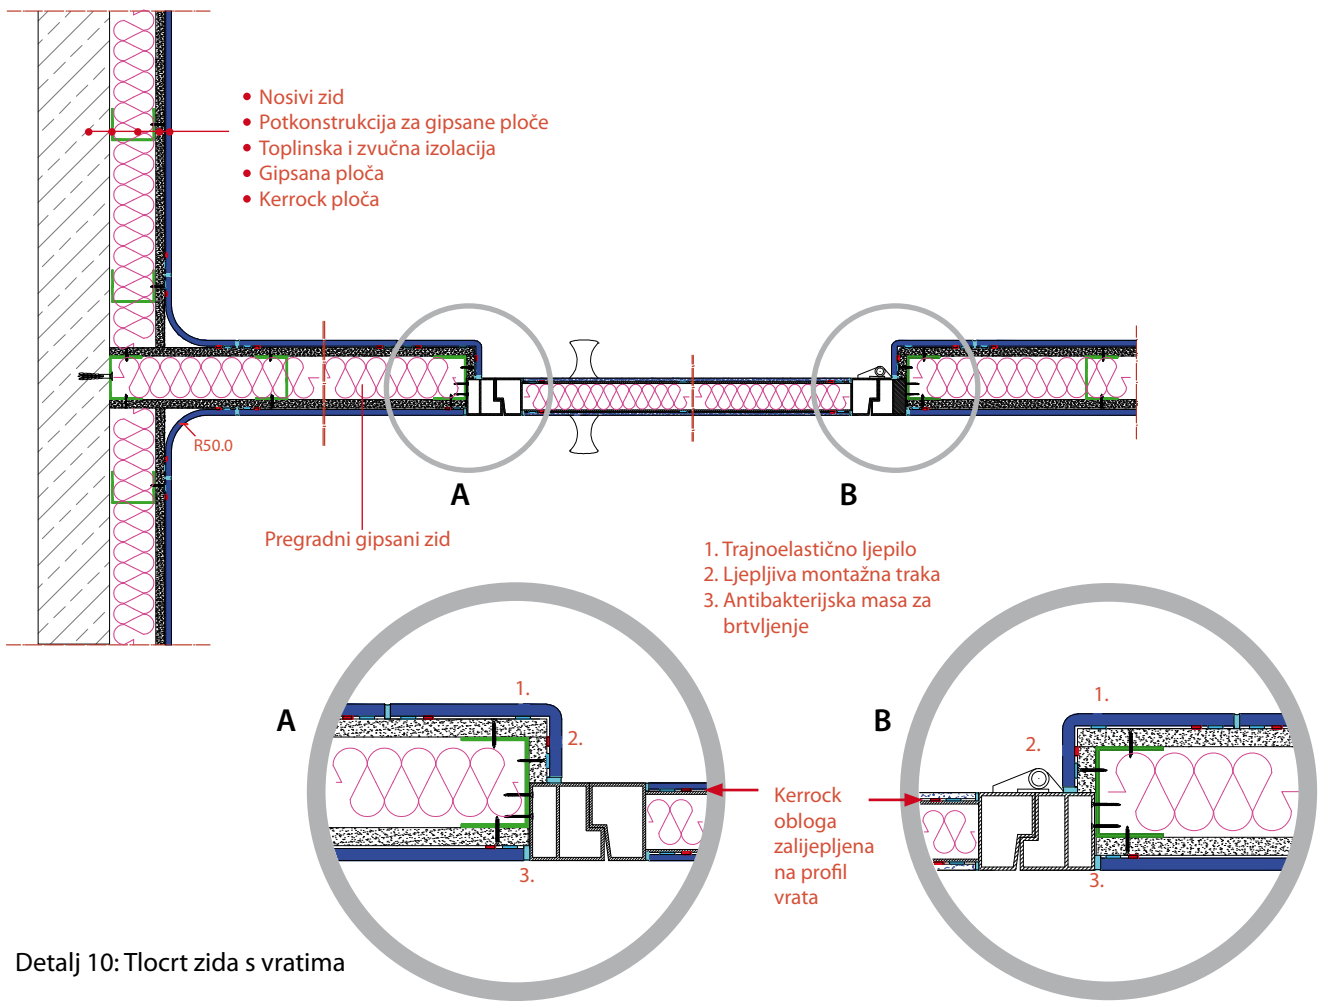 • Nosivi zid
• Potkonstrukcija za gipsane ploče
• Toplinska i zvučna izolacija
• Gipsana ploča
• Kerrock ploča
R50.0
A
B
Pregradni gipsani zid
1. Trajnoelastično ljepilo
2. Ljepljiva montažna traka
3. Antibakterijska masa za
brtvljenje
A
1.
2.
3.
Kerrock
obloga
zalijepljena
na profil
vrata
B
1.
2.
3.
Detalj 10: Tlocrt zida s vratima